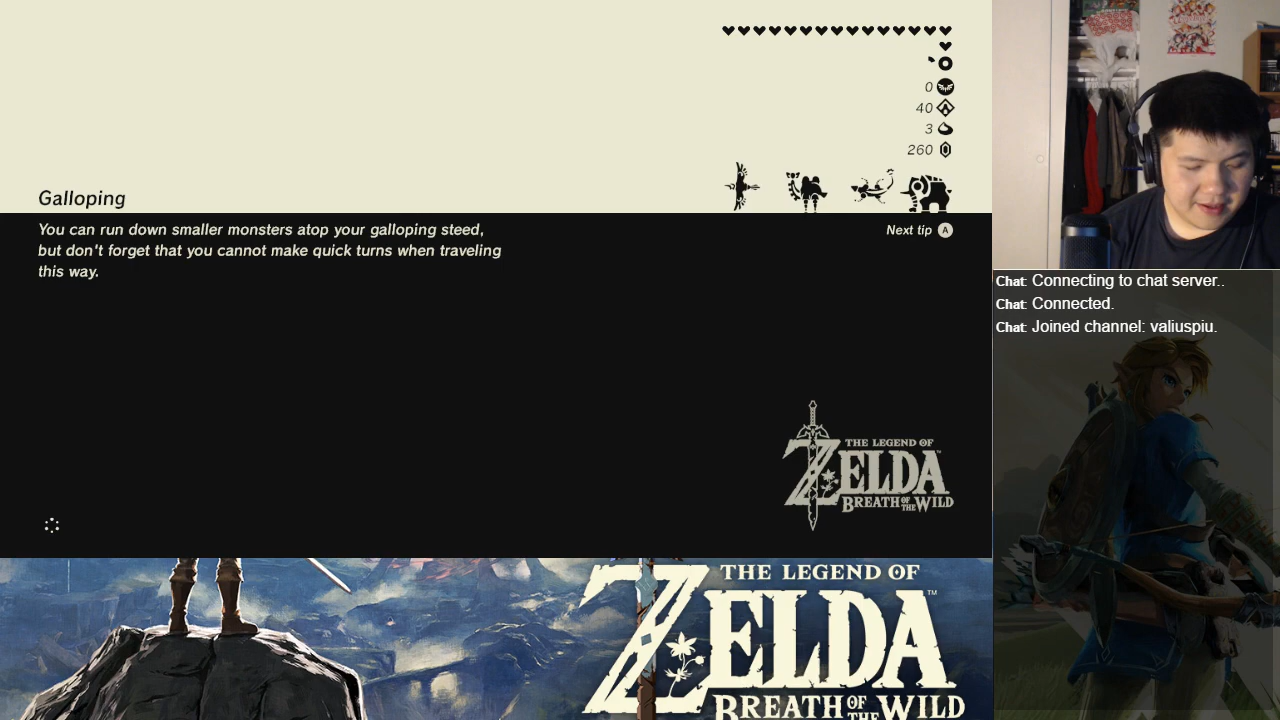 0
40
3
260
Galloping
You can run down smaller monsters atop your galloping steed,
but don't forget that you cannot make quick turns when traveling
this way.
Next tip A
THE LEGEND OF
ZELDA
BREATH OF THE WILD
THE LEGEND OF
ZELDA™
BREATH OF THE WILD
Chat: Connecting to chat server..
Chat: Connected.
Chat: Joined channel: valiuspiu.